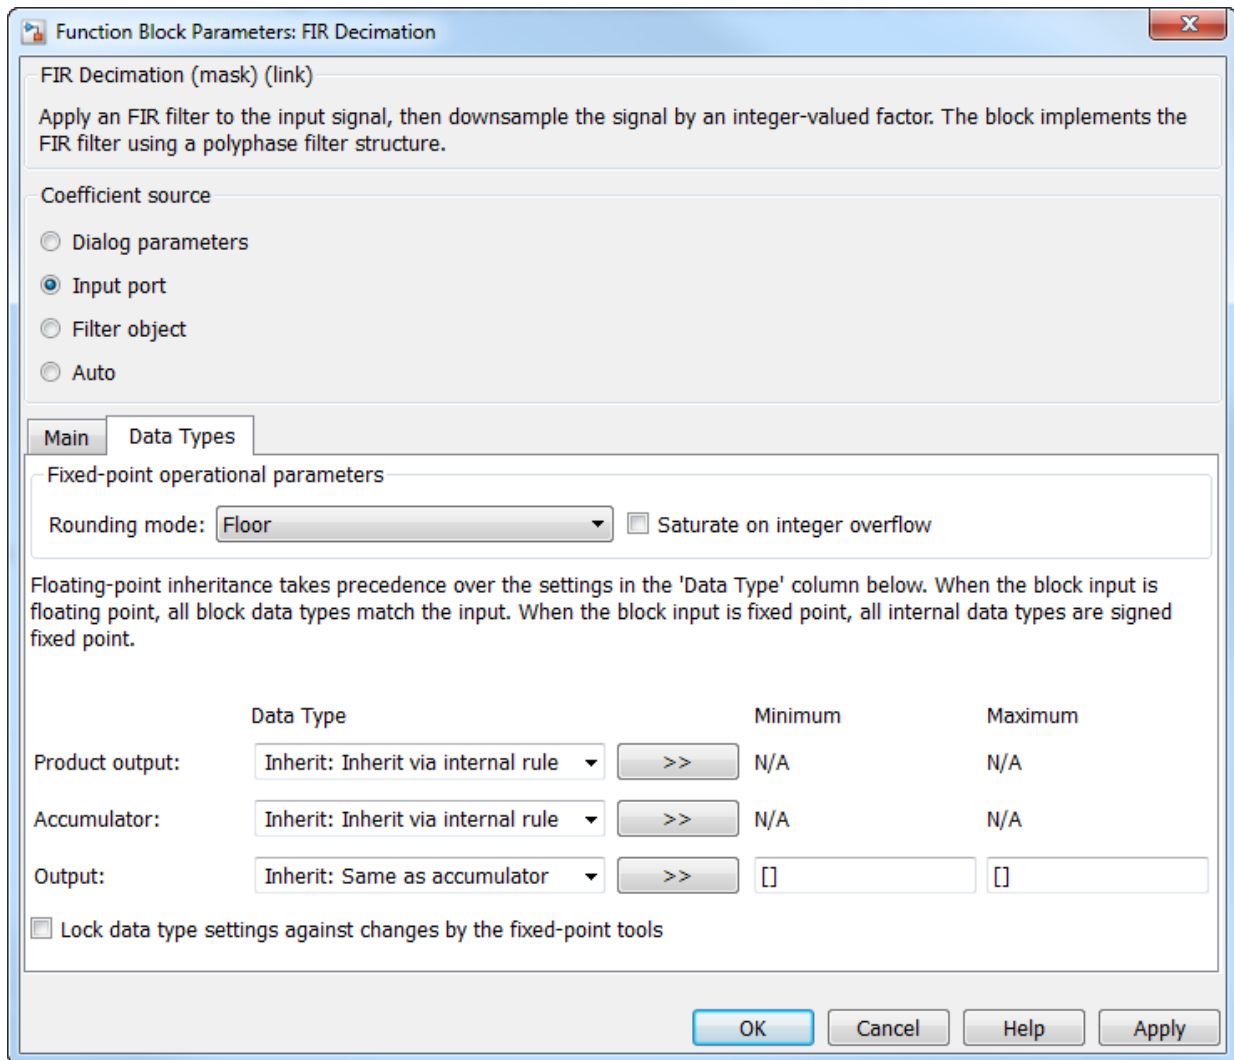 Function Block Parameters: FIR Decimation
FIR Decimation (mask) (link)
Apply an FIR filter to the input signal, then downsample the signal by an integer-valued factor. The block implements the
FIR filter using a polyphase filter structure.
Coefficient source
Dialog parameters
Input port
Filter object
Auto
Main Data Types
Fixed-point operational parameters
Rounding mode: Floor Saturate on integer overflow
Floating-point inheritance takes precedence over the settings in the 'Data Type' column below. When the block input is
floating point, all block data types match the input. When the block input is fixed point, all internal data types are signed
fixed point.
Data Type Minimum Maximum
Product output: Inherit: Inherit via internal rule >> N/A N/A
Accumulator: Inherit: Inherit via internal rule >> N/A N/A
Output: Inherit: Same as accumulator >> [] []
Lock data type settings against changes by the fixed-point tools
OK Cancel Help Apply